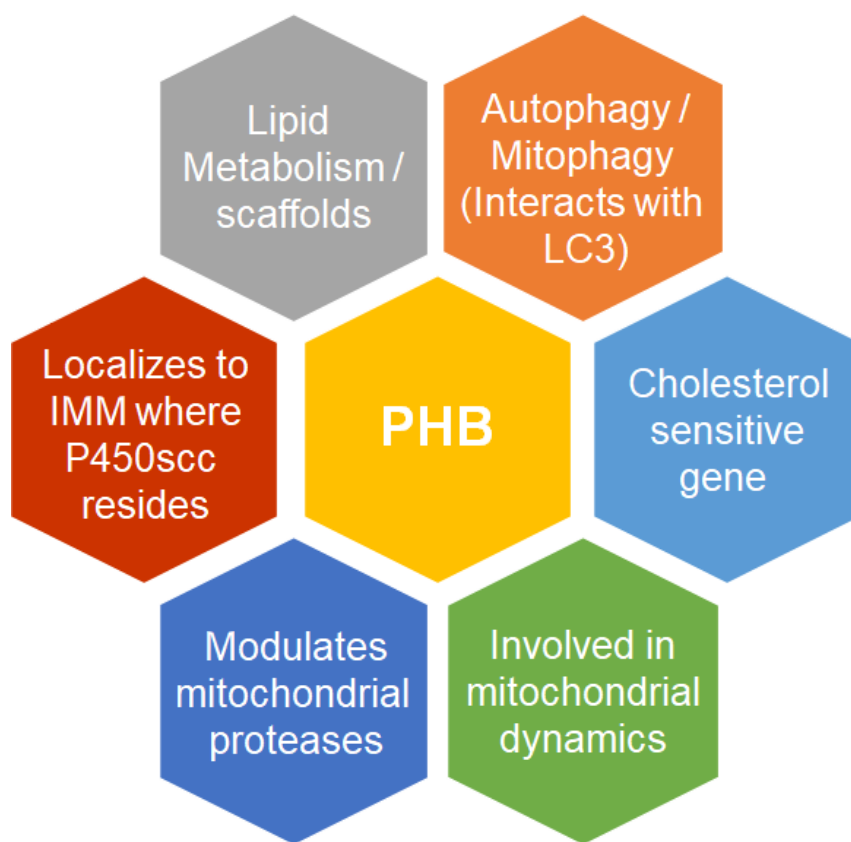 Lipid
Metabolism /
scaffolds
Autophagy /
Mitophagy
(Interacts with
LC3)
Localizes to
IMM where
P450scc
resides
PHB
Cholesterol
sensitive
gene
Modulates
mitochondrial
proteases
Involved in
mitochondrial
dynamics